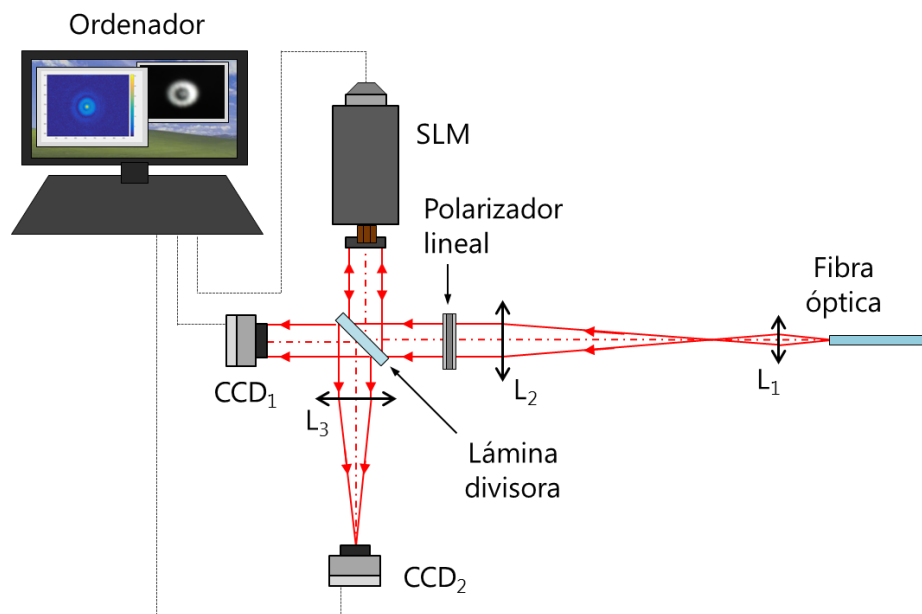 Ordenador
SLM
Polarizador
lineal
Fibra
óptica
CCD₁
L₃
L₂
L₁
Lámina
divisora
CCD₂